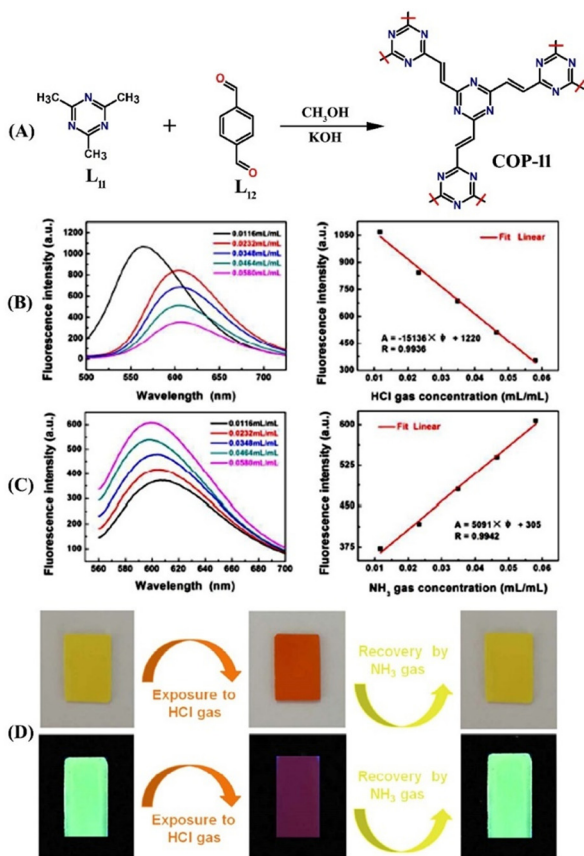 (A)
H3C
N
CH3
N
N
CH3
L11
+
O
O
L12
CH3OH
KOH
N N
N
N N
N
N N
N
N N
N
COP-11
(B)
Fluorescence intensity (a.u.)
1200
1000
800
600
400
200
0
0.0116mL/mL
0.0232mL/mL
0.0348mL/mL
0.0464mL/mL
0.0580mL/mL
500 550 600 650 700
Wavelength (nm)
Fluorescence intensity (a.u.)
1050
900
750
600
450
300
Fit Linear
A = -15136 × ϕ + 1220
R = 0.9936
0.01 0.02 0.03 0.04 0.05 0.06
HCl gas concentration (mL/mL)
(C)
Fluorescence intensity (a.u.)
700
600
500
400
300
200
100
0.0116mL/mL
0.0232mL/mL
0.0348mL/mL
0.0464mL/mL
0.0580mL/mL
560 580 600 620 640 660 680 700
Wavelength (nm)
Fluorescence intensity (a.u.)
600
525
450
375
Fit Linear
A = 5091 × ϕ + 305
R = 0.9942
0.01 0.02 0.03 0.04 0.05 0.06
NH3 gas concentration (mL/mL)
(D)
Exposure to
HCl gas
Recovery by
NH3 gas
Exposure to
HCl gas
Recovery by
NH3 gas